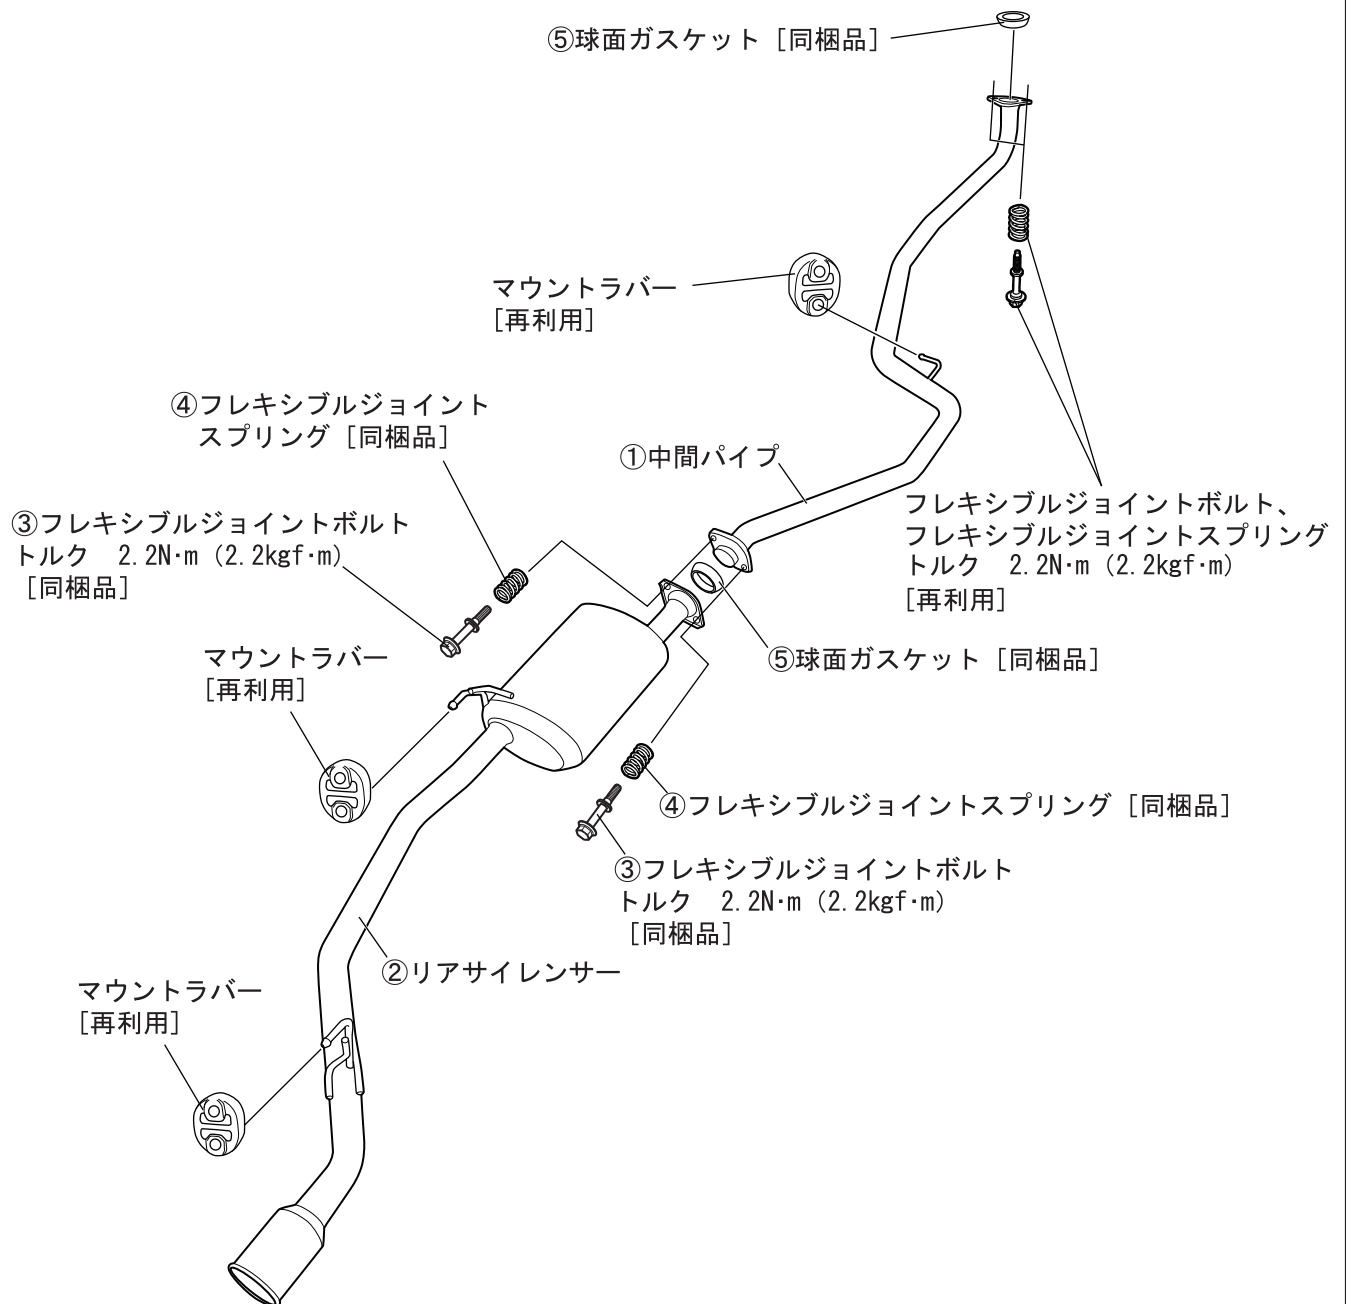 ⑤球面ガスケット［同梱品］
マウントラバー
［再利用］
④フレキシブルジョイント
スプリング［同梱品］
①中間パイプ
③フレキシブルジョイントボルト
トルク　2.2N･m（2.2kgf･m）
［同梱品］
フレキシブルジョイントボルト、
フレキシブルジョイントスプリング
トルク　2.2N･m（2.2kgf･m）
［再利用］
マウントラバー
［再利用］
⑤球面ガスケット［同梱品］
④フレキシブルジョイントスプリング［同梱品］
③フレキシブルジョイントボルト
トルク　2.2N･m（2.2kgf･m）
［同梱品］
②リアサイレンサー
マウントラバー
［再利用］